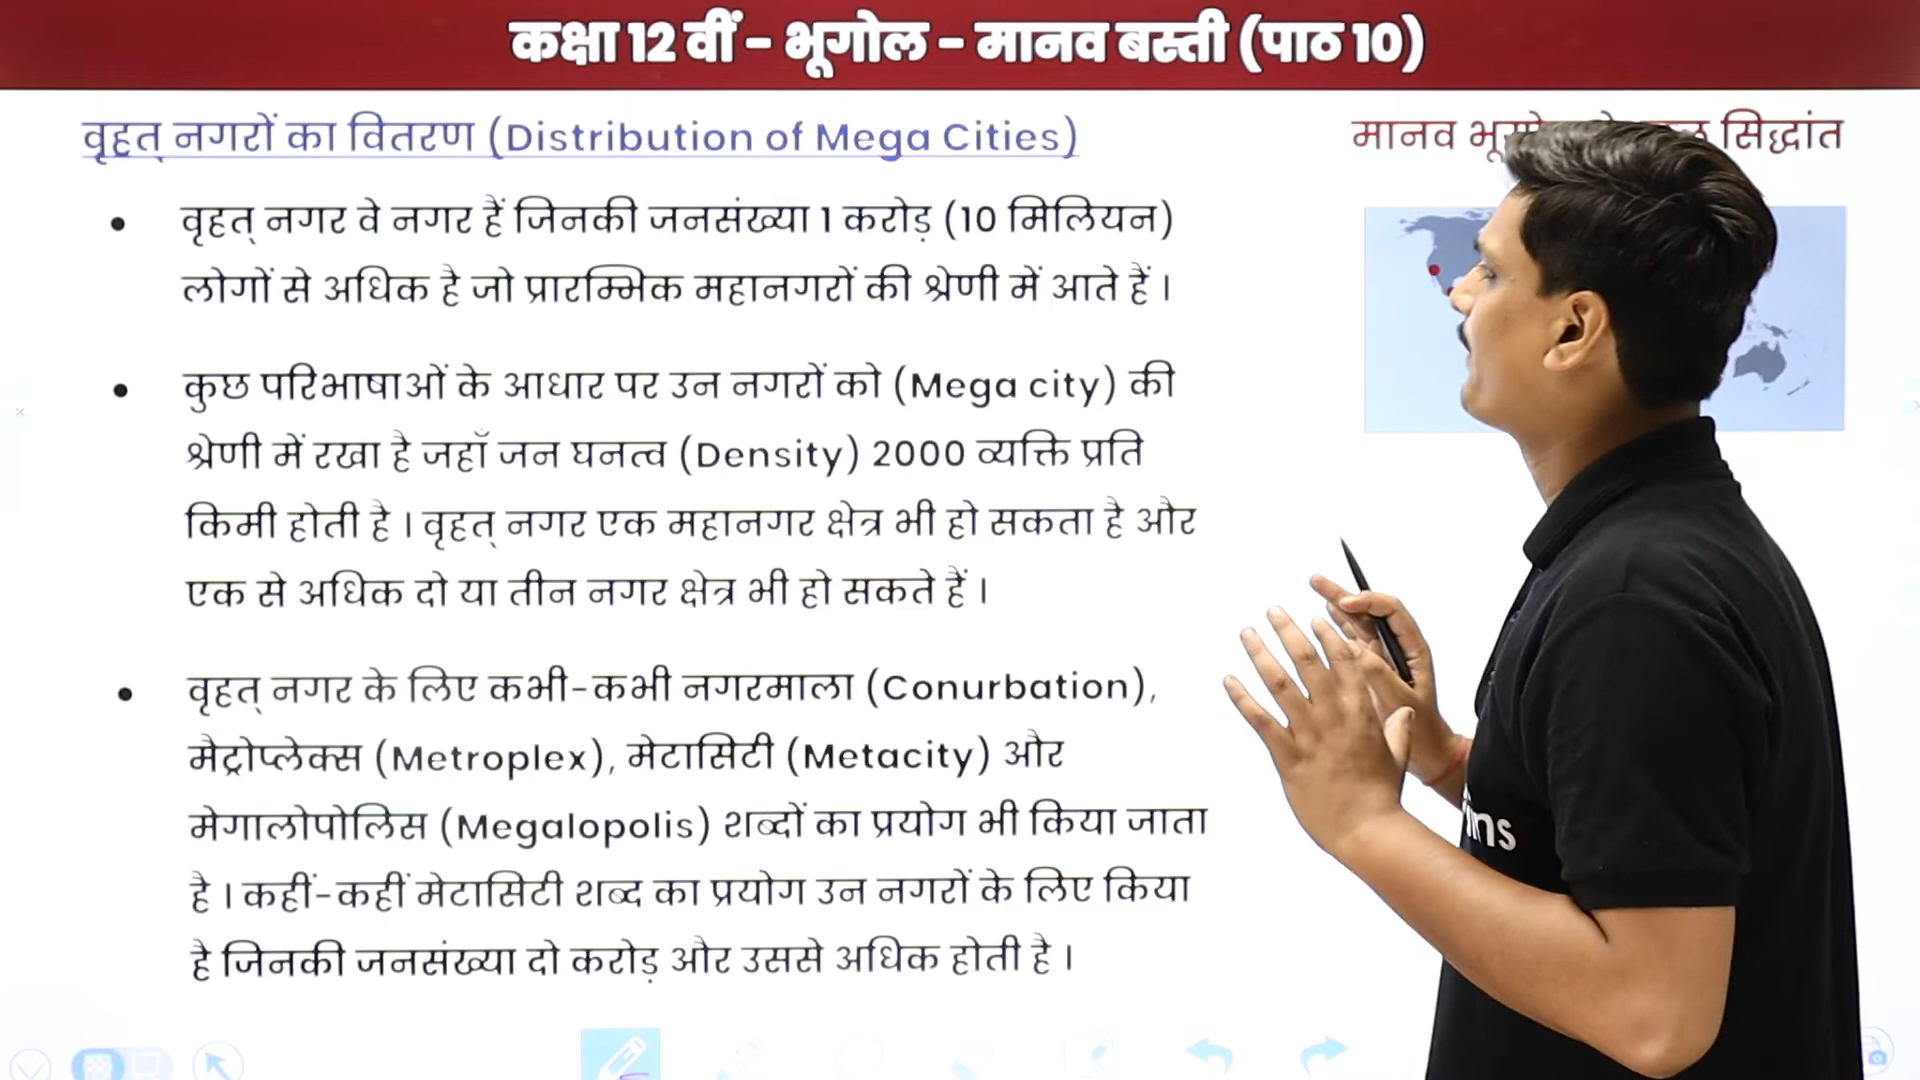 कक्षा 12 वीं - भूगोल - मानव बस्ती (पाठ 10)
वृहत् नगरों का वितरण (Distribution of Mega Cities)
मानव सिद्धांत
• वृहत् नगर वे नगर हैं जिनकी जनसंख्या 1 करोड़ (10 मिलियन)
लोगों से अधिक है जो प्रारम्भिक महानगरों की श्रेणी में आते हैं ।
• कुछ परिभाषाओं के आधार पर उन नगरों को (Mega city) की
श्रेणी में रखा है जहाँ जन घनत्व (Density) 2000 व्यक्ति प्रति
किमी होती है । वृहत् नगर एक महानगर क्षेत्र भी हो सकता है और
एक से अधिक दो या तीन नगर क्षेत्र भी हो सकते हैं ।
• वृहत् नगर के लिए कभी-कभी नगरमाला (Conurbation),
मैट्रोप्लेक्स (Metroplex), मेटासिटी (Metacity) और
मेगालोपोलिस (Megalopolis) शब्दों का प्रयोग भी किया जाता
है । कहीं-कहीं मेटासिटी शब्द का प्रयोग उन नगरों के लिए किया
है जिनकी जनसंख्या दो करोड़ और उससे अधिक होती है ।